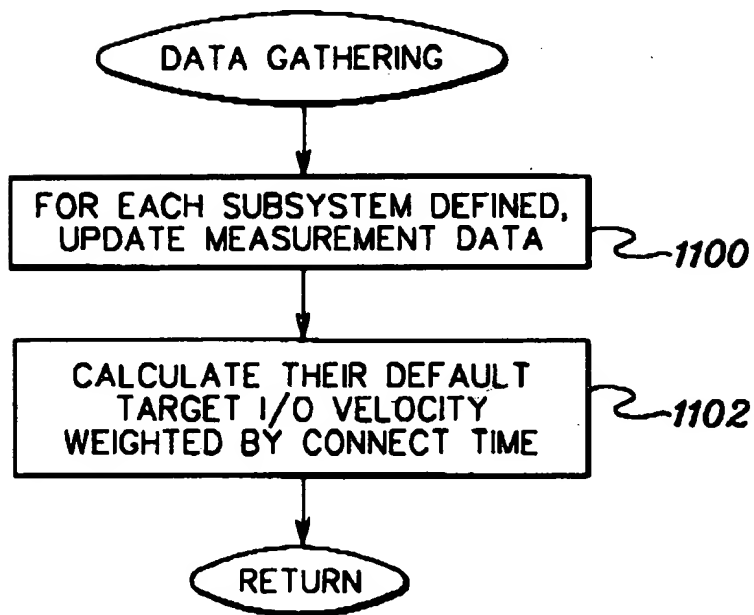 DATA GATHERING
FOR EACH SUBSYSTEM DEFINED,
UPDATE MEASUREMENT DATA
1100
CALCULATE THEIR DEFAULT
TARGET I/O VELOCITY
WEIGHTED BY CONNECT TIME
1102
RETURN